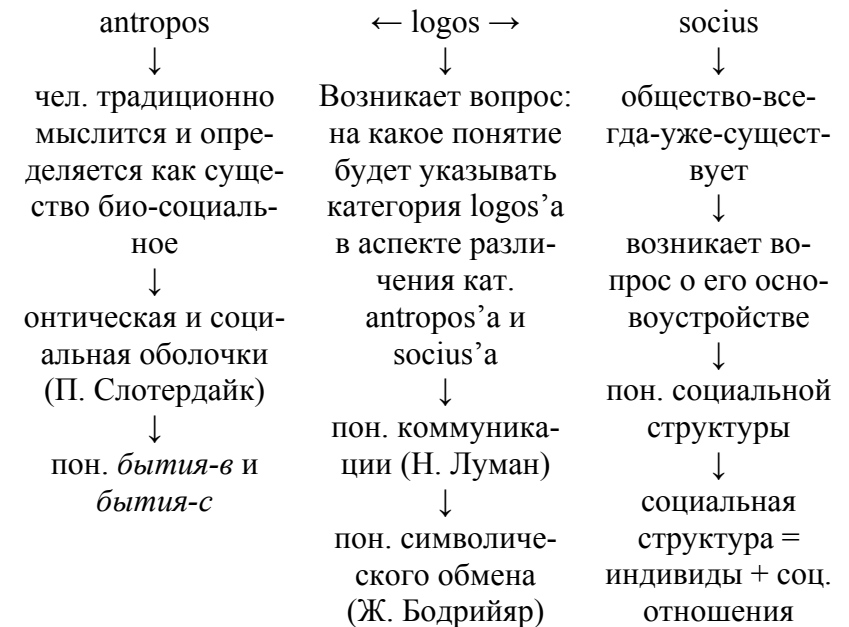 antropos
↓
чел. традиционно
мыслится и опре-
деляется как суще-
ство био-социаль-
ное
↓
онтическая и соци-
альная оболочки
(П. Слотердайк)
↓
пон. бытия-в и
бытия-с
← logos →
↓
Возникает вопрос:
на какое понятие
будет указывать
категория logos’а
в аспекте разли-
чения кат.
antropos’а и
socius’а
↓
пон. коммуника-
ции (Н. Луман)
↓
пон. символиче-
ского обмена
(Ж. Бодрийяр)
socius
↓
общество-все-
гда-уже-сущест-
вует
↓
возникает во-
прос о его осно-
воустройстве
↓
пон. социальной
структуры
↓
социальная
структура =
индивиды + соц.
отношения